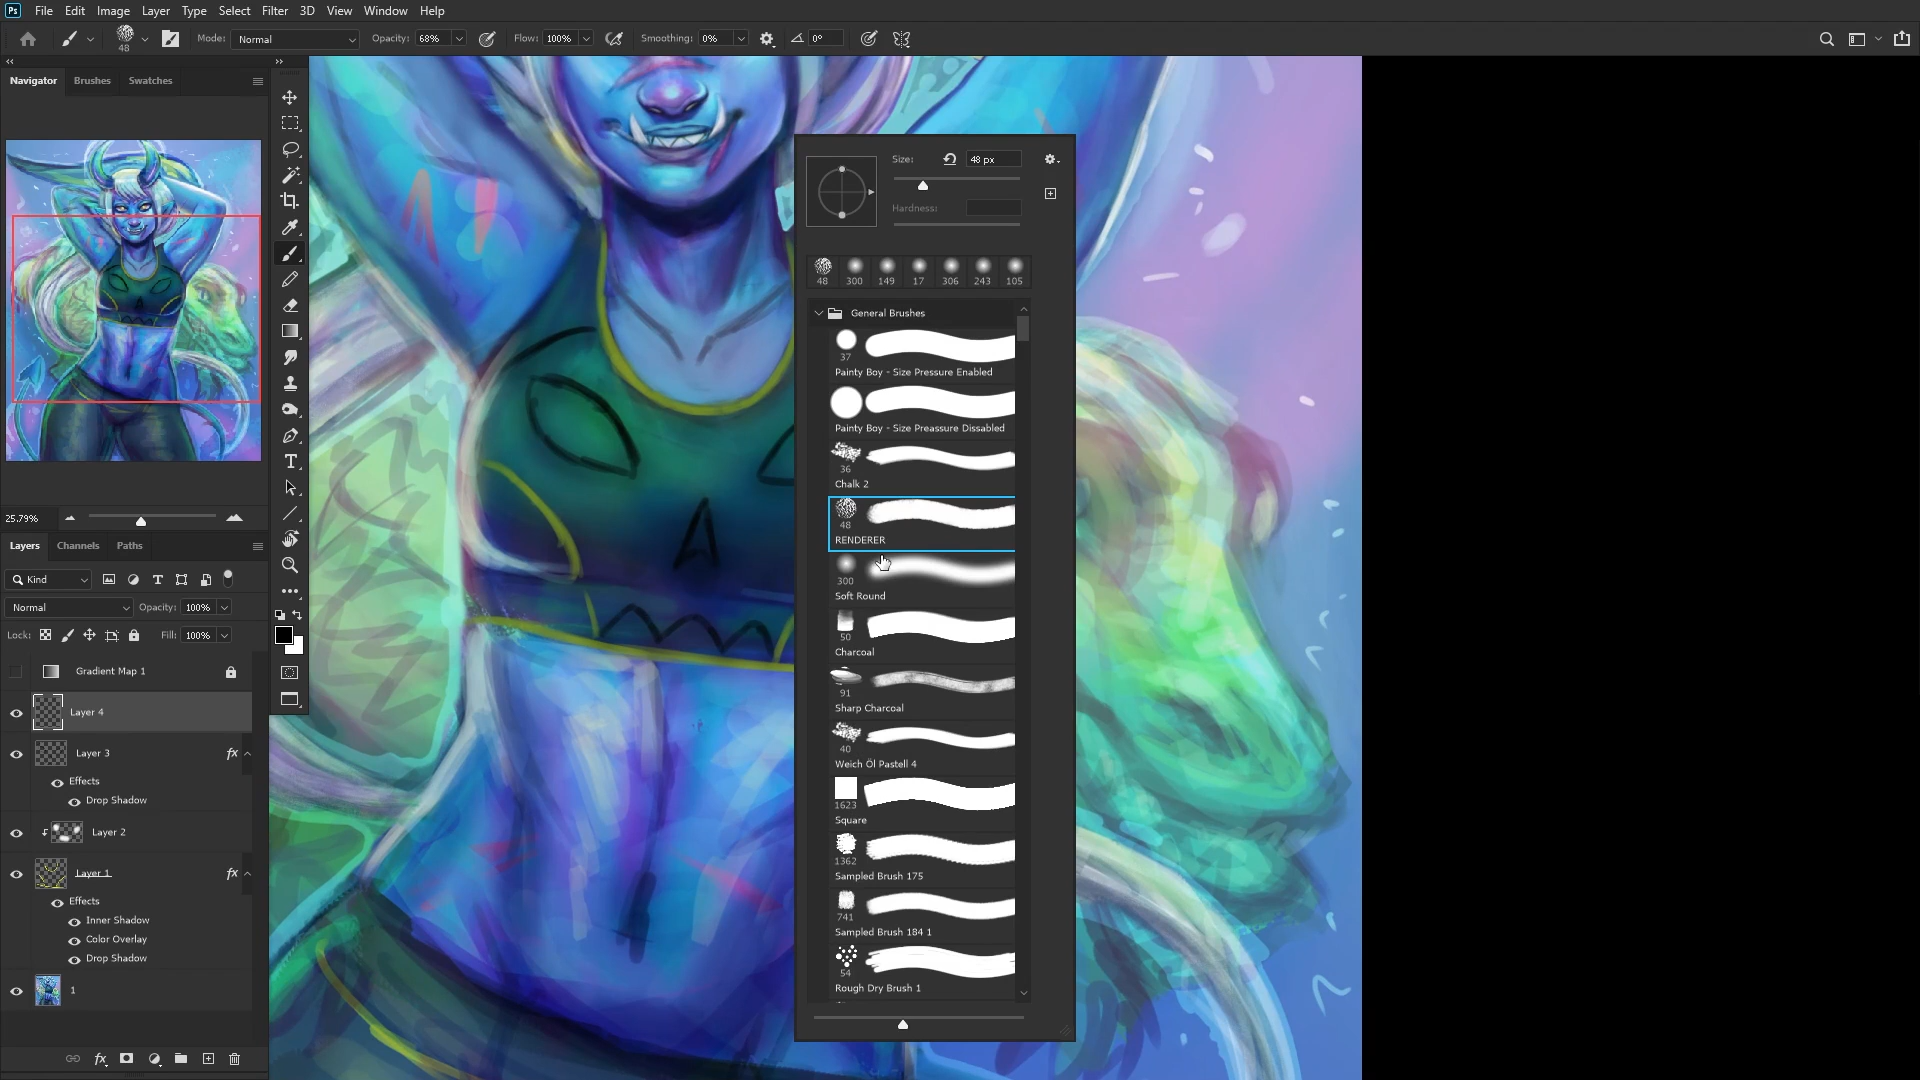 Ps File Edit Image Layer Type Select Filter 3D View Window Help
48 Mode: Normal Opacity: 68% Flow: 100% Smoothing: 0% 0°
Navigator Brushes Swatches
25.79%
Layers Channels Paths
Kind
Normal Opacity: 100%
Lock: Fill: 100%
Gradient Map 1
Layer 4
Layer 3 fx
Effects
Drop Shadow
Layer 2
Layer 1 fx
Effects
Inner Shadow
Color Overlay
Drop Shadow
1
fx
Size: 48 px
Hardness:
48 300 149 17 306 243 105
General Brushes
37
Painty Boy - Size Pressure Enabled
Painty Boy - Size Preassure Dissabled
36
Chalk 2
48
RENDERER
300
Soft Round
50
Charcoal
91
Sharp Charcoal
40
Weich Öl Pastell 4
1623
Square
1362
Sampled Brush 175
741
Sampled Brush 184 1
54
Rough Dry Brush 1